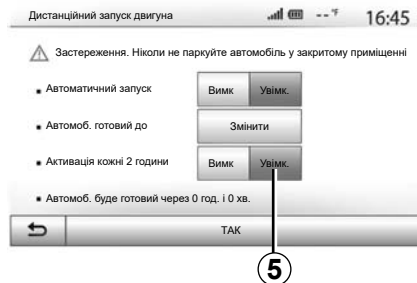 Дистанційний запуск двигуна --°F 16:45
Застереження. Ніколи не паркуйте автомобіль у закритому приміщенні
Автоматичний запуск Вимк Увімк.
Автомоб. готовий до Змінити
Активація кожні 2 години Вимк Увімк.
Автомоб. буде готовий через 0 год. і 0 хв.
ТАК
5